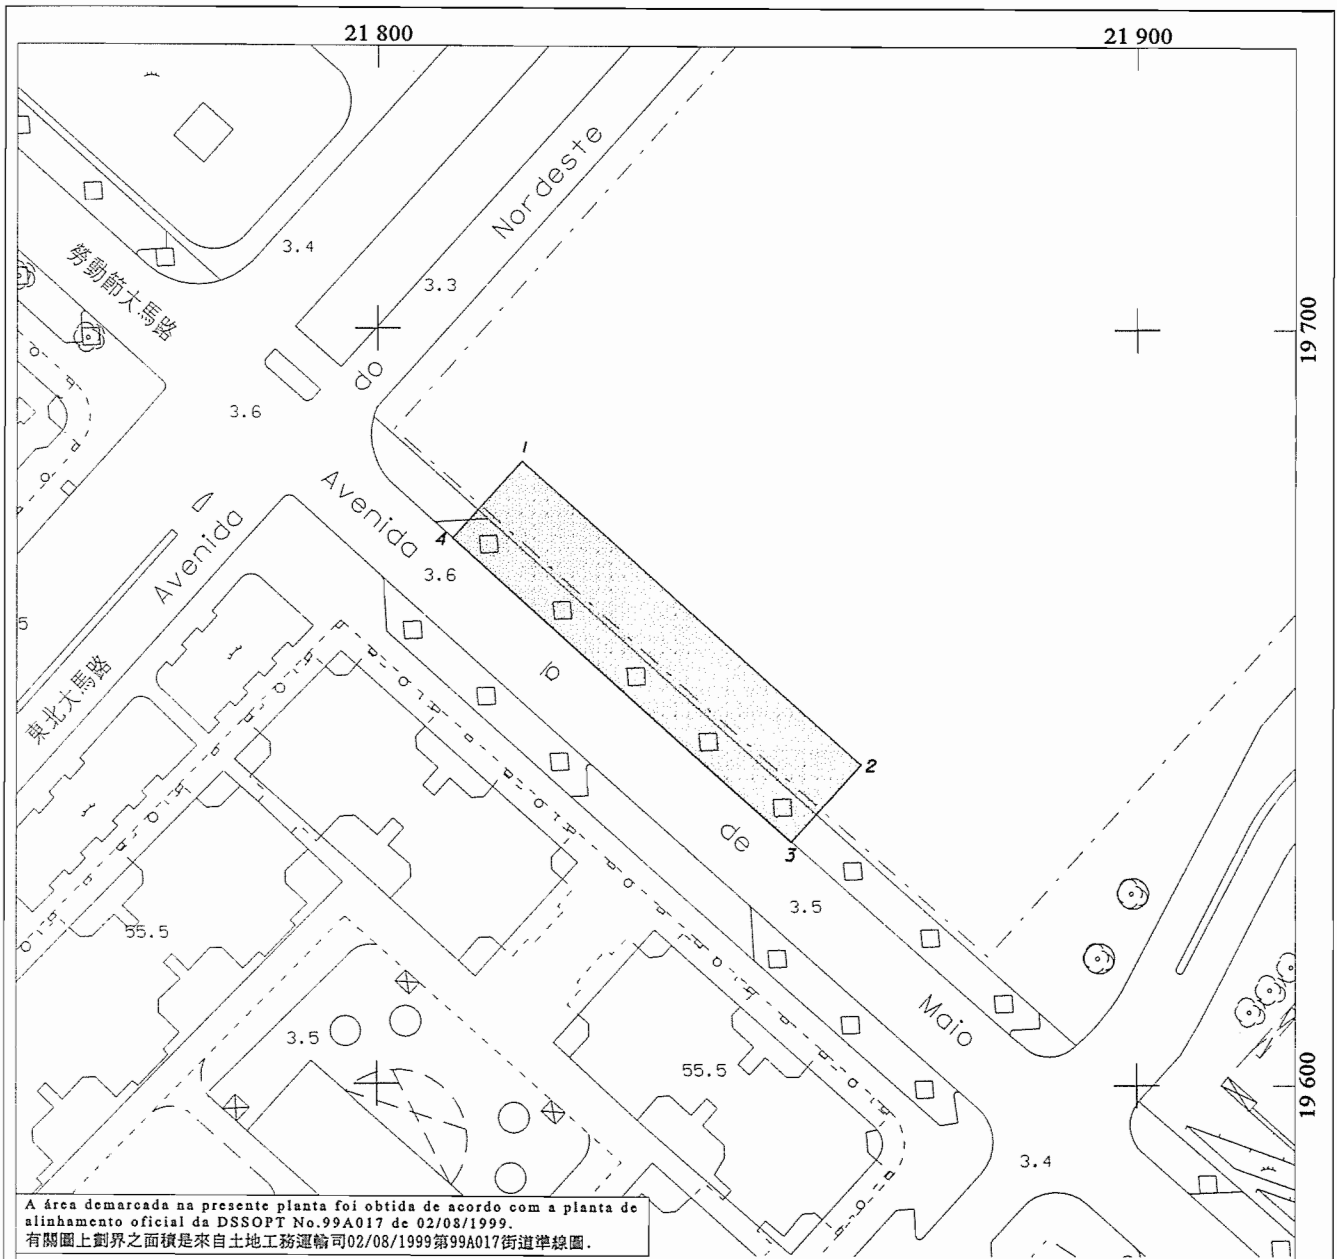 21 800
21 900
Nordeste
3.4
勞動節大馬路
3.3
19 700
do
3.6
1
Avenida
Avenida
4
3.6
5
1º
東北大馬路
2
de
3
3.5
55.5
Maio
3.5
55.5
19 600
3.4
A área demarcada na presente planta foi obtida de acordo com a planta de
alinhamento oficial da DSSOPT No.99A017 de 02/08/1999.
有關圖上劃界之面積是來自土地工務運輸司02/08/1999第99A017街道準線圖.